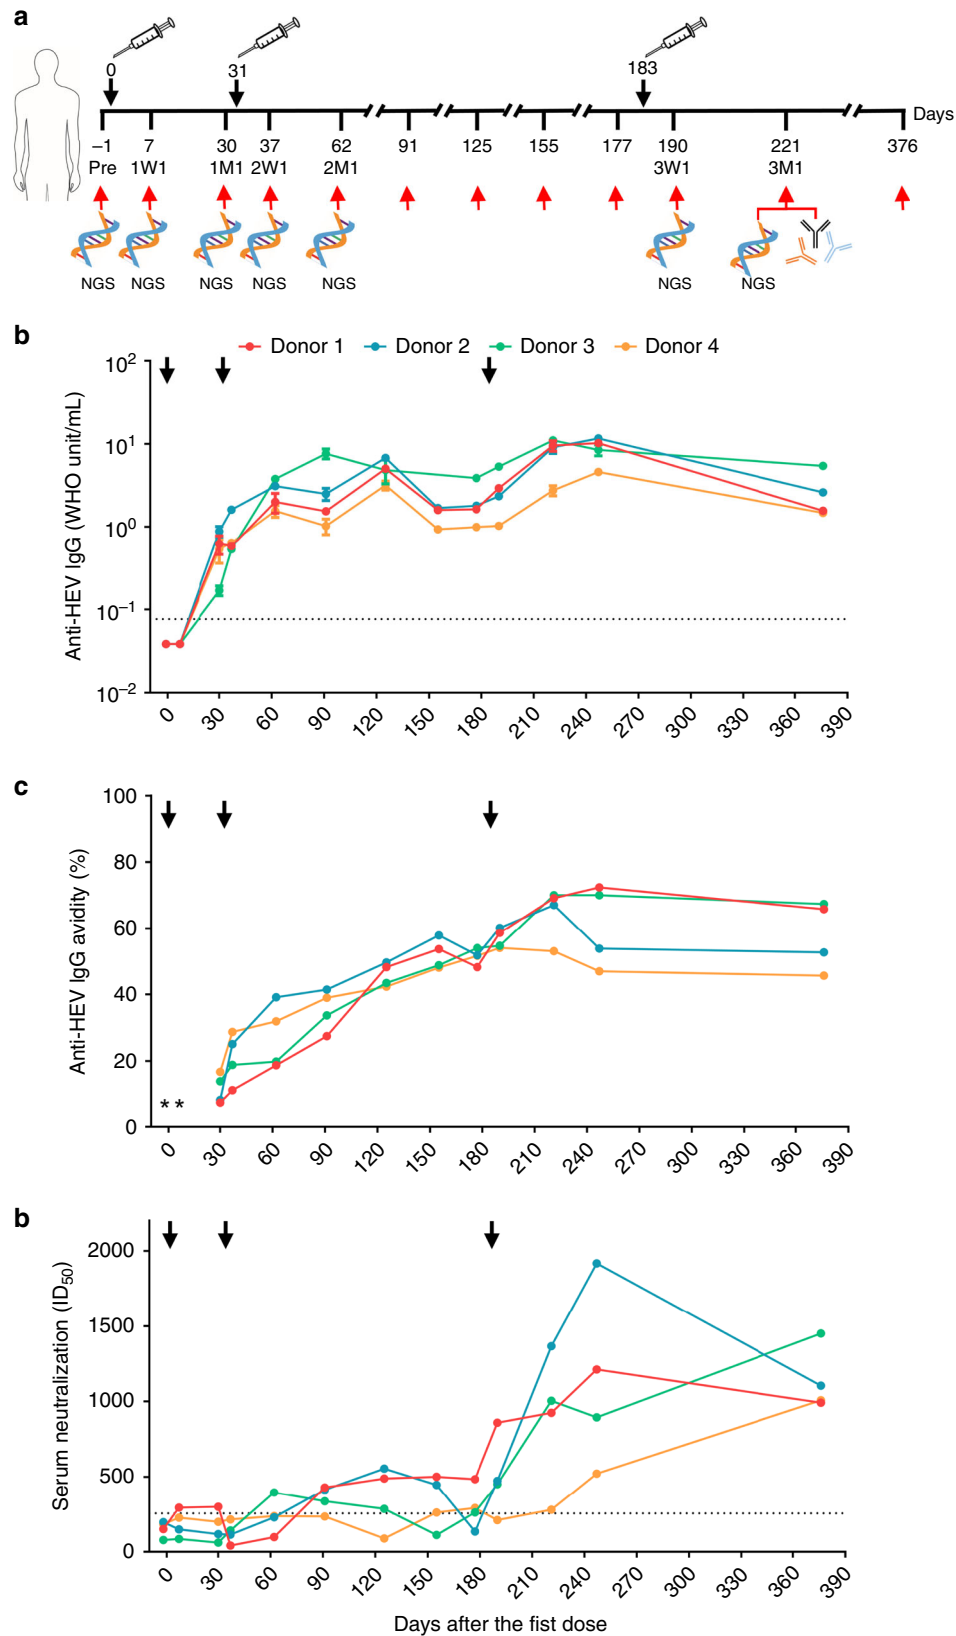 a
0 31 183
Days
–1 7 30 37 62 91 125 155 177 190 221 376
Pre 1W1 1M1 2W1 2M1 3W1 3M1
NGS NGS NGS NGS NGS NGS NGS
b
Donor 1 Donor 2 Donor 3 Donor 4
Anti-HEV IgG (WHO unit/mL)
10²
10¹
10⁰
10⁻¹
10⁻²
0 30 60 90 120 150 180 210 240 270 300 330 360 390
c
Anti-HEV IgG avidity (%)
100
80
60
40
20
0
* *
0 30 60 90 120 150 180 210 240 270 300 330 360 390
b
Serum neutralization (ID₅₀)
2000
1500
1000
500
0
0 30 60 90 120 150 180 210 240 270 300 330 360 390
Days after the fist dose